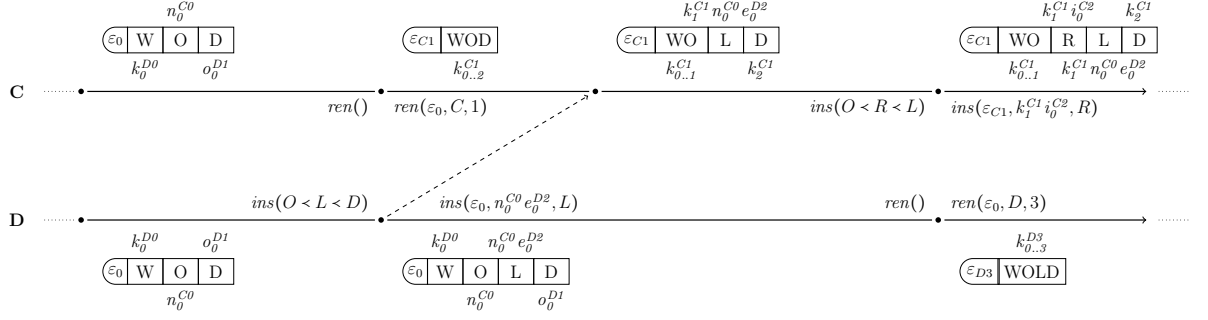 n_0^{C0}
ε_0 W O D
k_0^{D0} o_0^{D1}
ε_{C1} WOD
k_{0..2}^{C1}
k_1^{C1} n_0^{C0} e_0^{D2}
ε_{C1} WO L D
k_{0..1}^{C1} k_2^{C1}
k_1^{C1} i_0^{C2} k_2^{C1}
ε_{C1} WO R L D
k_{0..1}^{C1} k_1^{C1} n_0^{C0} e_0^{D2}
C
ren()
ren(ε_0, C, 1)
ins(O ≺ R ≺ L)
ins(ε_{C1}, k_1^{C1} i_0^{C2}, R)
D
ins(O ≺ L ≺ D)
ins(ε_0, n_0^{C0} e_0^{D2}, L)
ren()
ren(ε_0, D, 3)
k_0^{D0} o_0^{D1}
ε_0 W O D
n_0^{C0}
k_0^{D0} n_0^{C0} e_0^{D2}
ε_0 W O L D
n_0^{C0} o_0^{D1}
k_{0..3}^{D3}
ε_{D3} WOLD